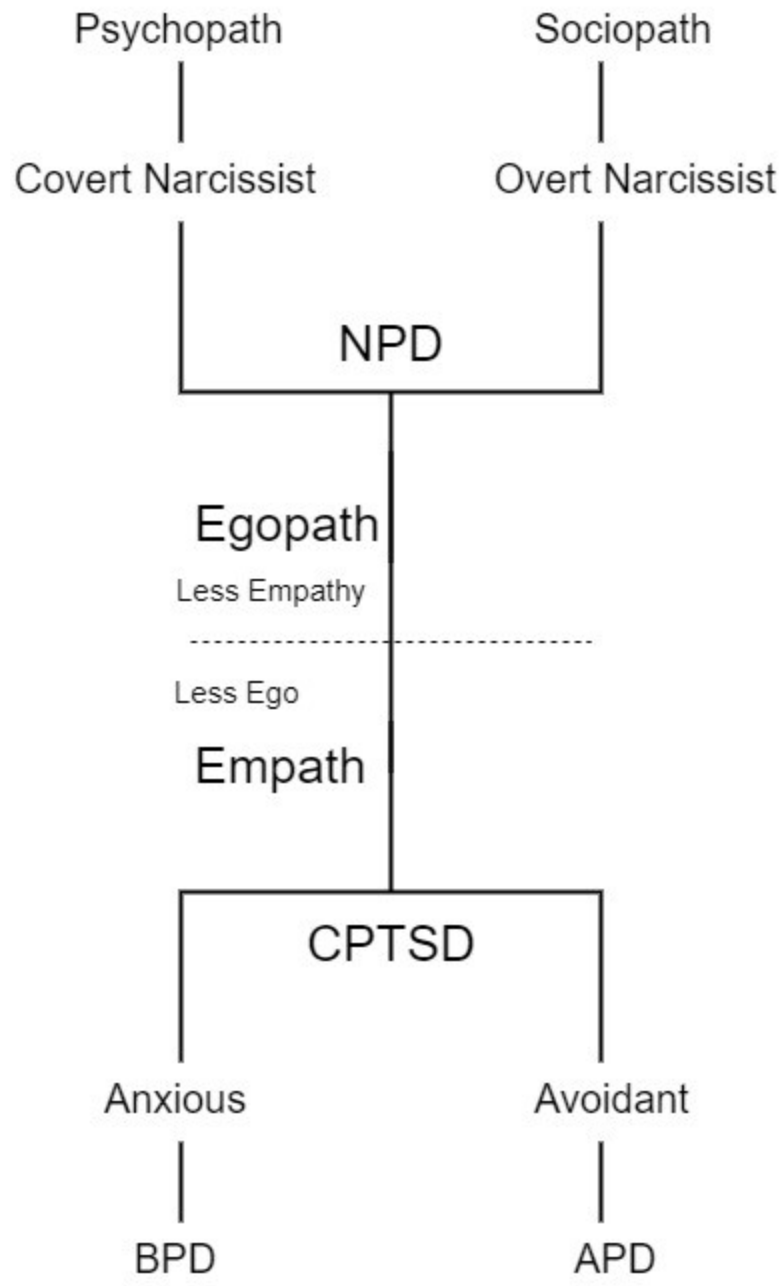 Psychopath
Sociopath
Covert Narcissist
Overt Narcissist
NPD
Egopath
Less Empathy
Less Ego
Empath
CPTSD
Anxious
Avoidant
BPD
APD